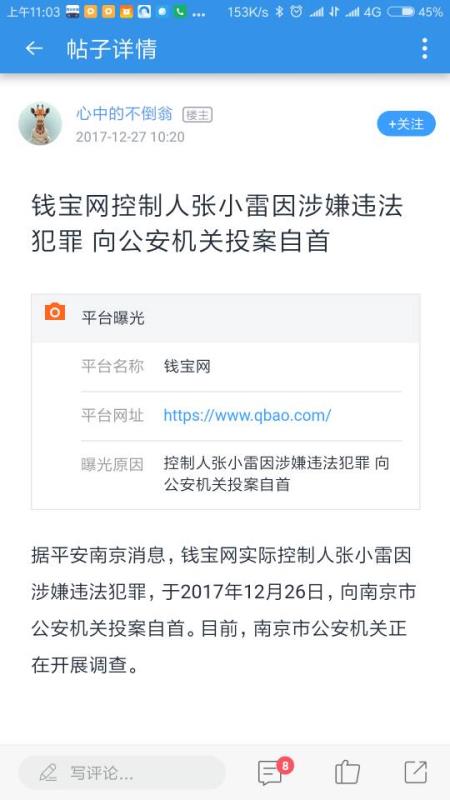 上午11:03 ... 153K/s 4G 45%
帖子详情
心中的不倒翁 楼主
2017-12-27 10:20
+关注
钱宝网控制人张小雷因涉嫌违法
犯罪 向公安机关投案自首
平台曝光
平台名称 钱宝网
平台网址 https://www.qbao.com/
曝光原因 控制人张小雷因涉嫌违法犯罪 向
公安机关投案自首
据平安南京消息，钱宝网实际控制人张小雷因
涉嫌违法犯罪，于2017年12月26日，向南京市
公安机关投案自首。目前，南京市公安机关正
在开展调查。
写评论... 8